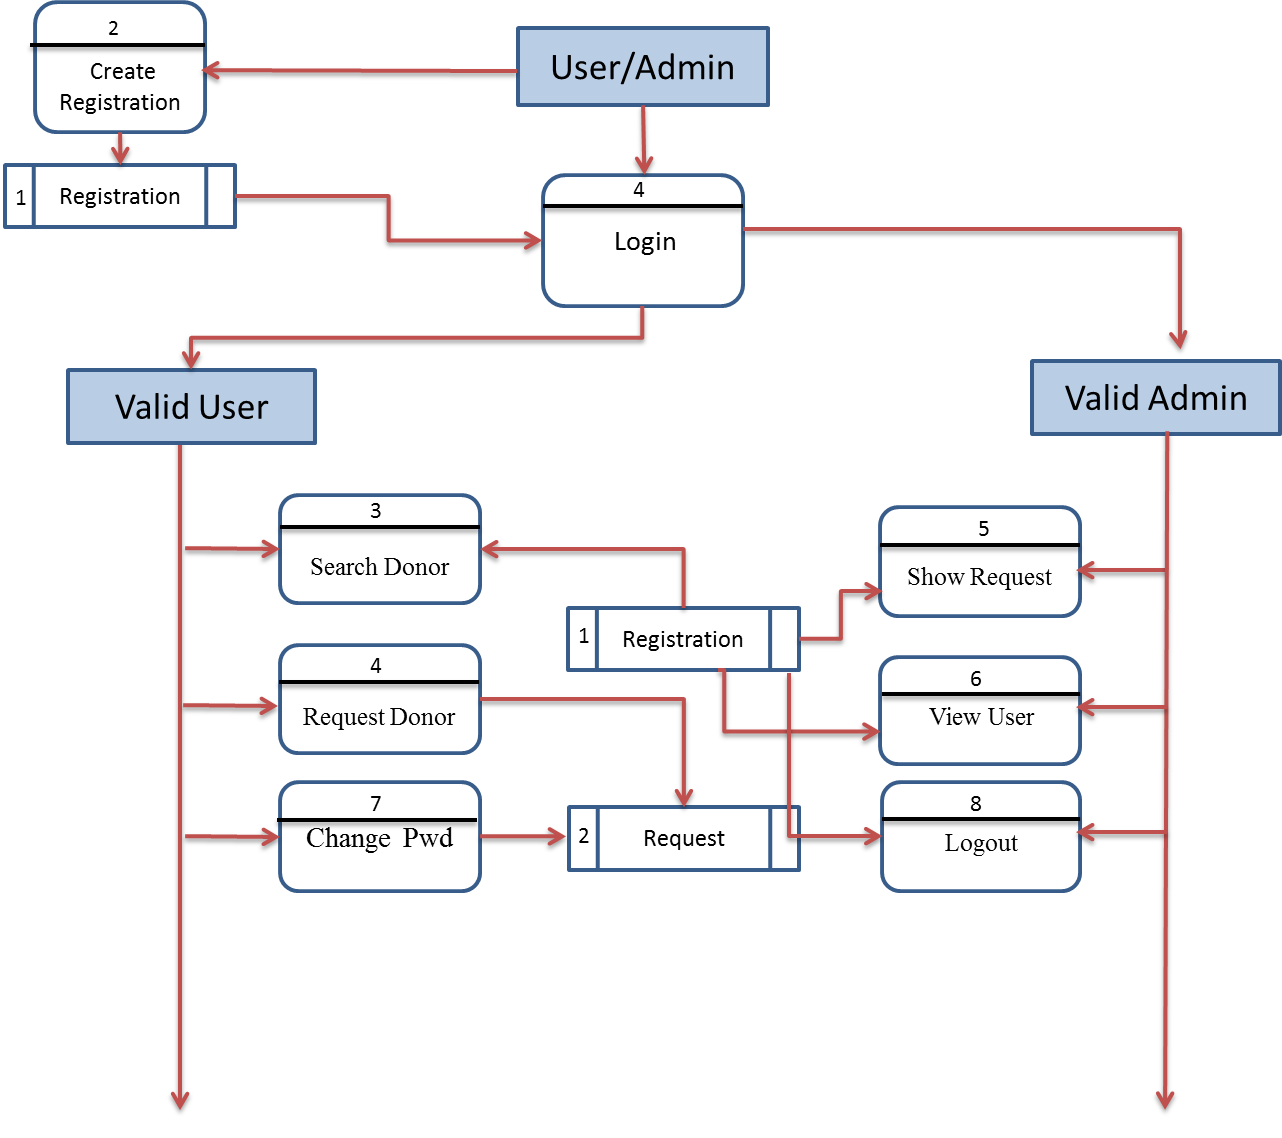 2
Create
Registration
User/Admin
1
Registration
4
Login
Valid User
Valid Admin
3
Search Donor
5
Show Request
1
Registration
4
Request Donor
6
View User
7
Change Pwd
2
Request
8
Logout